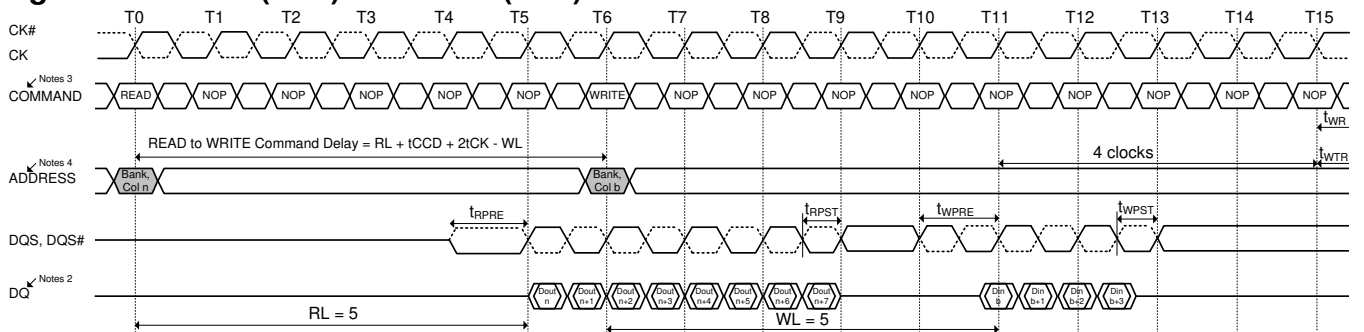 T0 T1 T2 T3 T4 T5 T6 T7 T8 T9 T10 T11 T12 T13 T14 T15
CK#
CK
Notes 3
COMMAND READ NOP NOP NOP NOP NOP WRITE NOP NOP NOP NOP NOP NOP NOP NOP NOP
tWR
READ to WRITE Command Delay = RL + tCCD + 2tCK - WL
4 clocks
tWTR
Notes 4
ADDRESS Bank, Col n Bank, Col b
tRPRE tRPST tWPRE tWPST
DQS, DQS#
Notes 2
DQ Dout n Dout n+1 Dout n+2 Dout n+3 Dout n+4 Dout n+5 Dout n+6 Dout n+7 Din b Din b+1 Din b+2 Din b+3
RL = 5 WL = 5